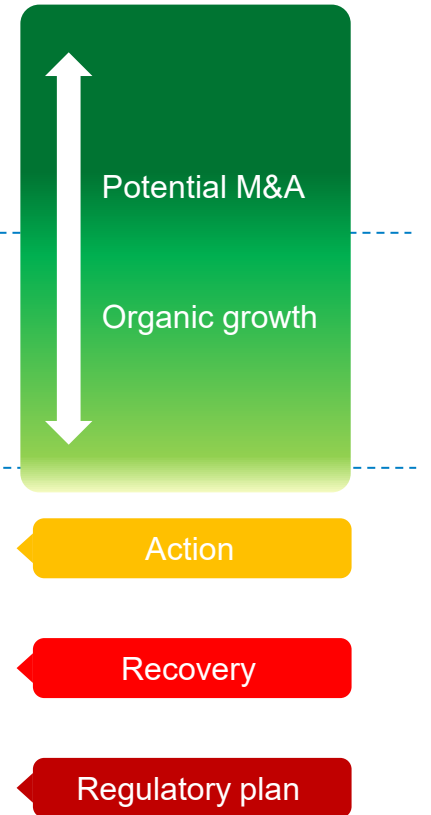 Potential M&A
Organic growth
Action
Recovery
Regulatory plan